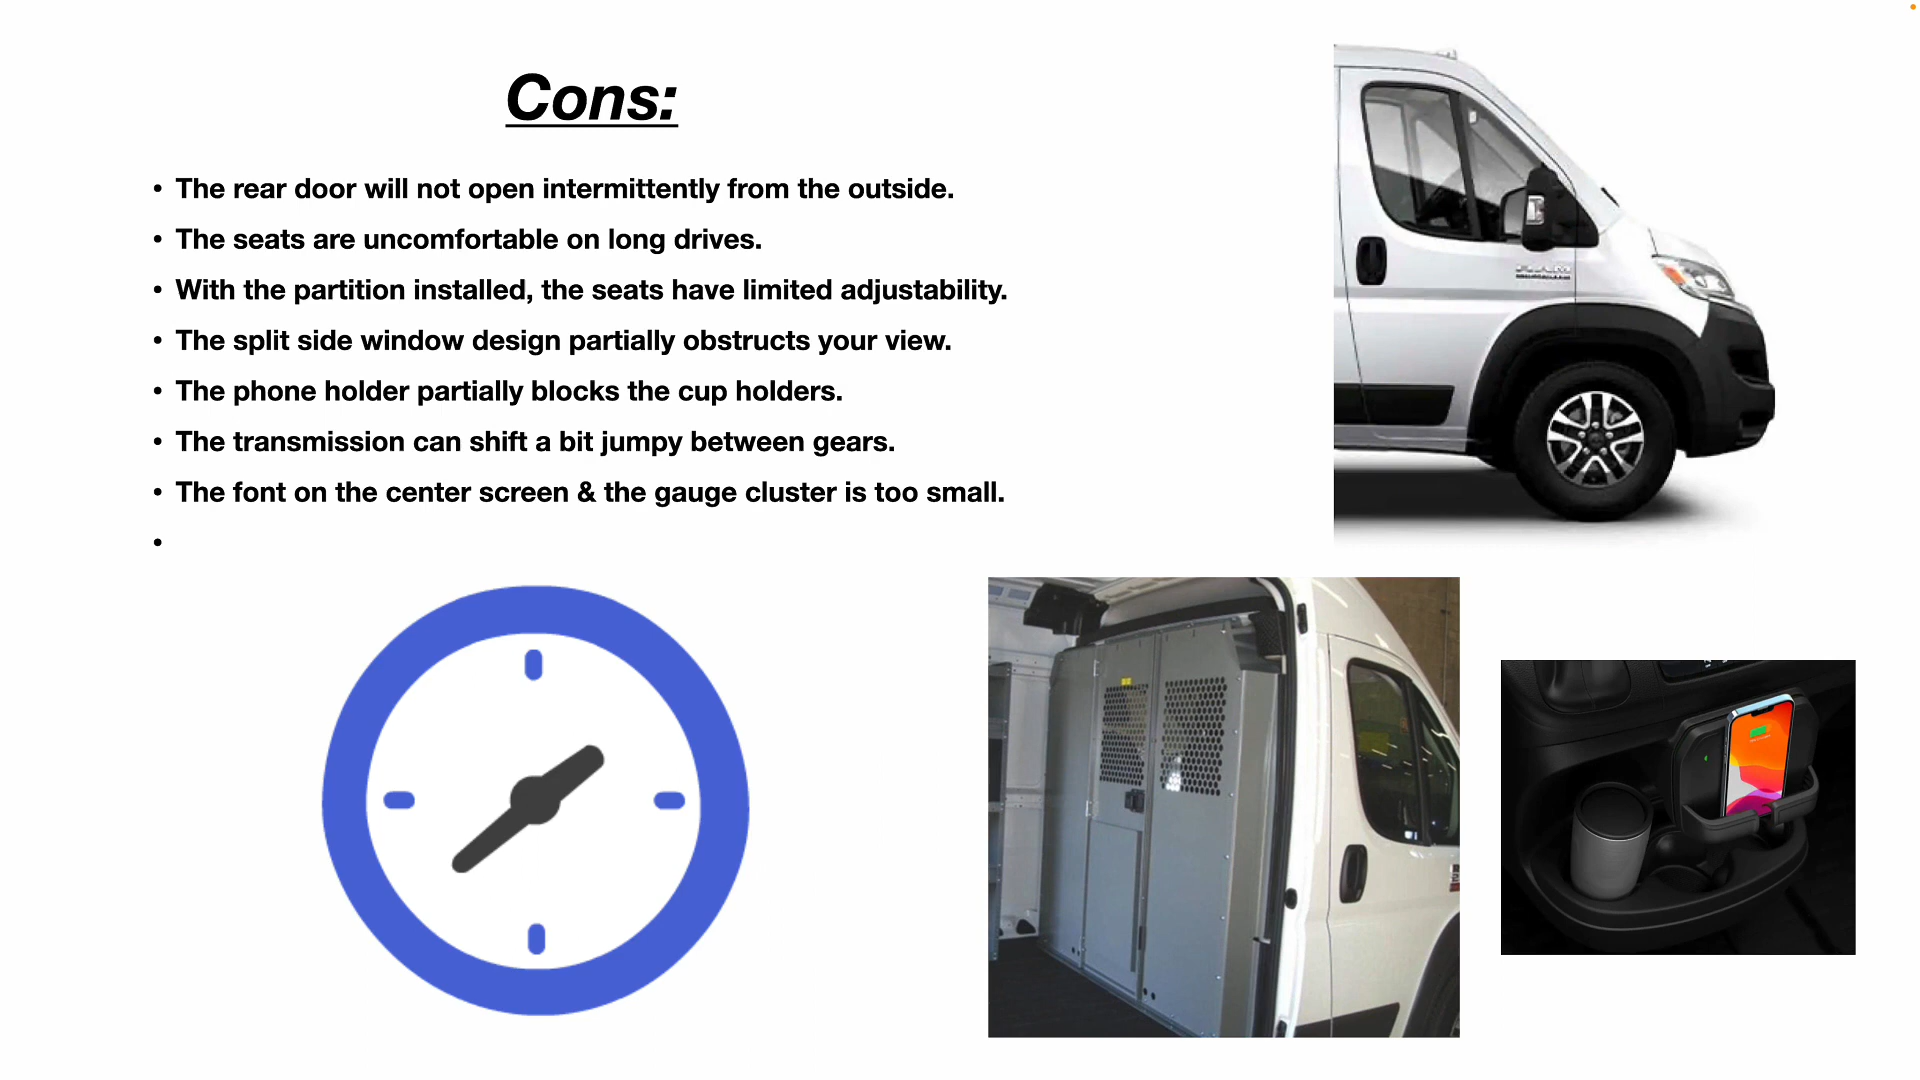 Cons:
• The rear door will not open intermittently from the outside.
• The seats are uncomfortable on long drives.
• With the partition installed, the seats have limited adjustability.
• The split side window design partially obstructs your view.
• The phone holder partially blocks the cup holders.
• The transmission can shift a bit jumpy between gears.
• The font on the center screen & the gauge cluster is too small.
•
RAM